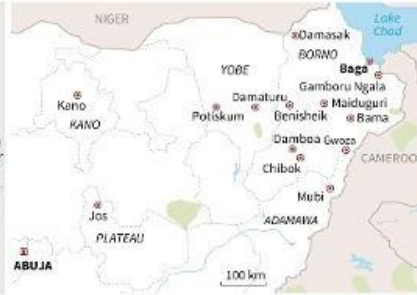 NIGER
Lake
Chad
Damasak
BORNO
YOBE
Baga
Gamboru Ngala
Kano
Damaturu
Maiduguri
Potiskum
Benisheik
Bama
KANO
Damboa
Gwoza
CAMEROO
Chibok
Mubi
Jos
ADAMAWA
PLATEAU
ABUJA
100 km